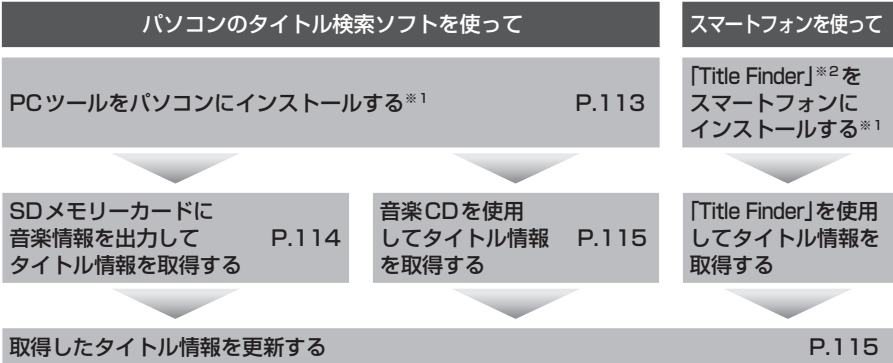 パソコンのタイトル検索ソフトを使って
スマートフォンを使って
PCツールをパソコンにインストールする※1 P.113
「Title Finder」※2を
スマートフォンに
インストールする※1
SDメモリーカードに
音楽情報を出力して P.114
タイトル情報を取得する
音楽CDを使用
してタイトル情報 P.115
を取得する
「Title Finder」を使用
してタイトル情報を
取得する
取得したタイトル情報を更新する P.115